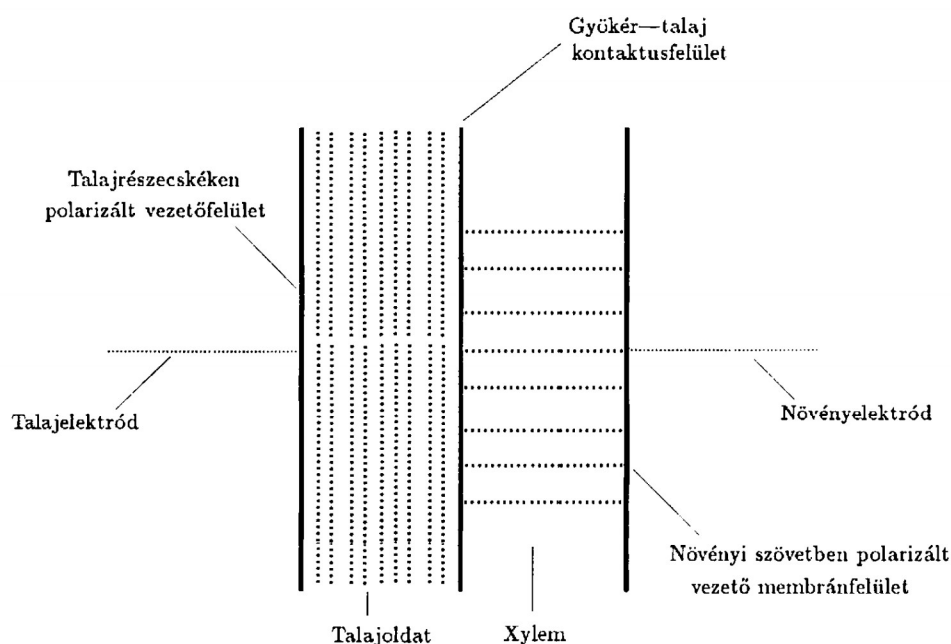 Gyökér—talaj
kontaktusfelület
Talajrészecskéken
polarizált vezetőfelület
Talajelektród
Növényelektród
Növényi szövetben polarizált
vezető membránfelület
Talajoldat
Xylem